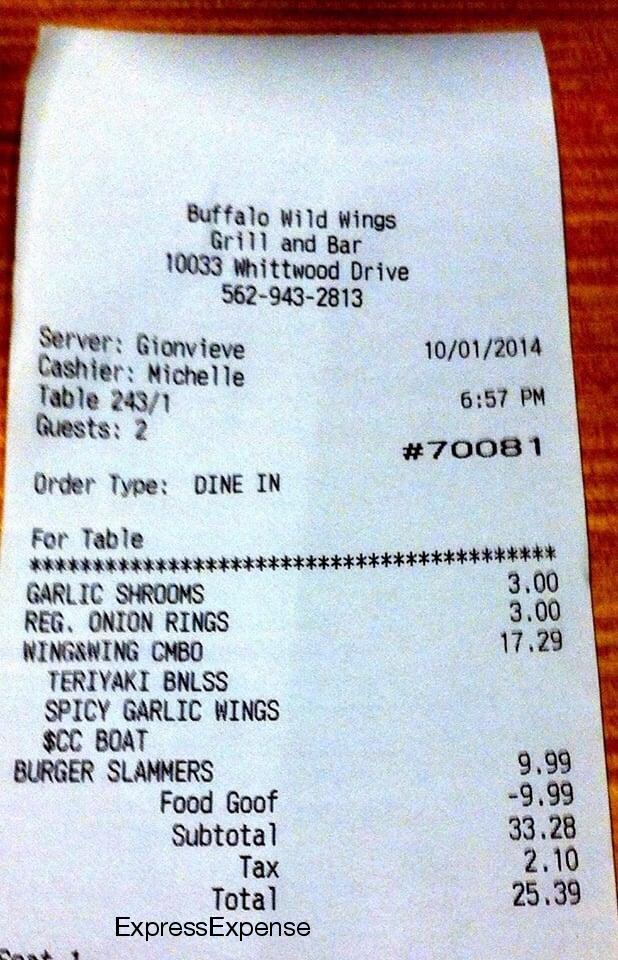 Buffalo Wild Wings
Grill and Bar
10033 Whittwood Drive
562-943-2813
Server: Gionvieve 10/01/2014
Cashier: Michelle
Table 243/1 6:57 PM
Guests: 2
#70081
Order Type: DINE IN
For Table
******************************************
GARLIC SHROOMS 3.00
REG. ONION RINGS 3.00
WING&WING CMBO 17.29
TERIYAKI BNLSS
SPICY GARLIC WINGS
$CC BOAT
BURGER SLAMMERS 9.99
Food Goof -9.99
Subtotal 33.28
Tax 2.10
Total 25.39
ExpressExpense